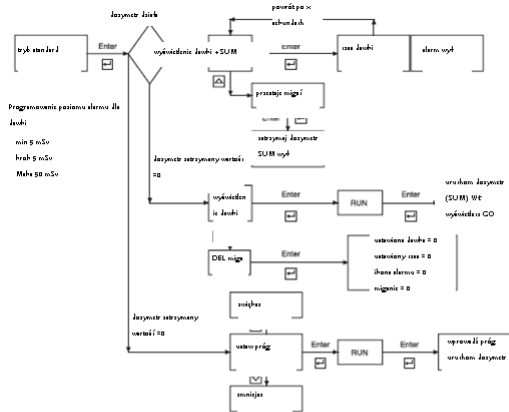 dozymetr działa
powrót po x
sekundach
tryb standard
Enter
wyświetlenie dawki +SUM
Enter
czas dawki
alarm wył
przestaje migać
Programowanie poziomu alarmu dla
dawki
min 5 mSv
krok 5 mSv
Maks 50 mSv
zatrzymaj dozymetr
SUM wył
dozymetr zatrzymany wartość
=0
wyświetlen
ie dawki
Enter
RUN
Enter
uruchom dozymetr
(SUM) Wł
wyświetlacz GO
DEL miga
Enter
ustawiona dawka = 0
ustawiony czas = 0
ikona alarmu = 0
miganie = 0
zwiększ
dozymetr zatrzymany
wartość =0
ustaw próg
Enter
RUN
Enter
wprowadź próg
uruchom dozymetr
zmniejsz